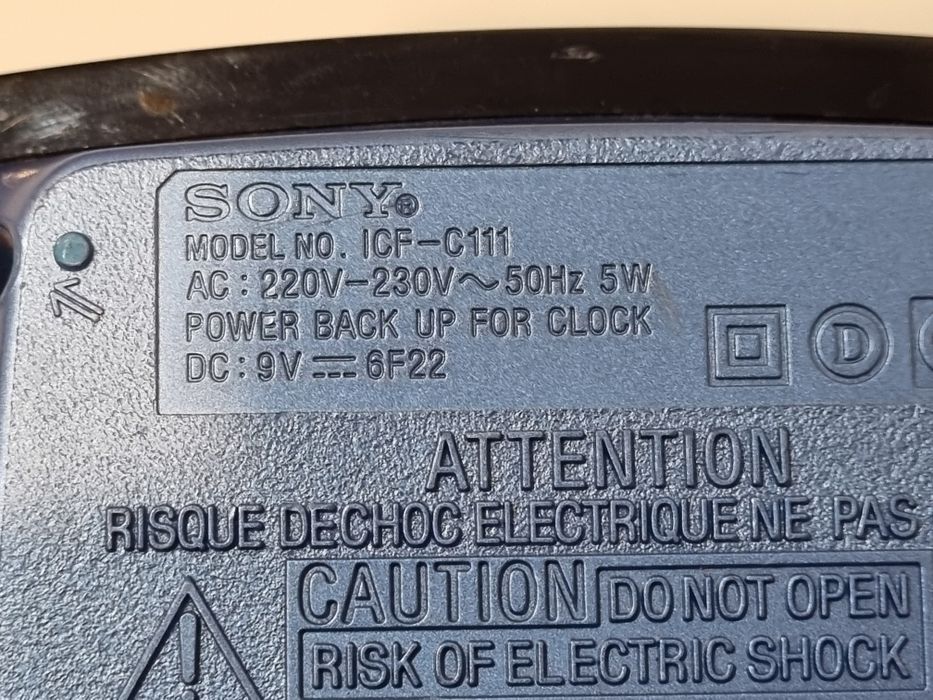 SONY®
MODEL NO. ICF-C111
AC : 220V-230V～50Hz 5W
POWER BACK UP FOR CLOCK
DC : 9V ⎓ 6F22
D
ATTENTION
RISQUE DECHOC ELECTRIQUE NE PAS
CAUTION DO NOT OPEN
RISK OF ELECTRIC SHOCK